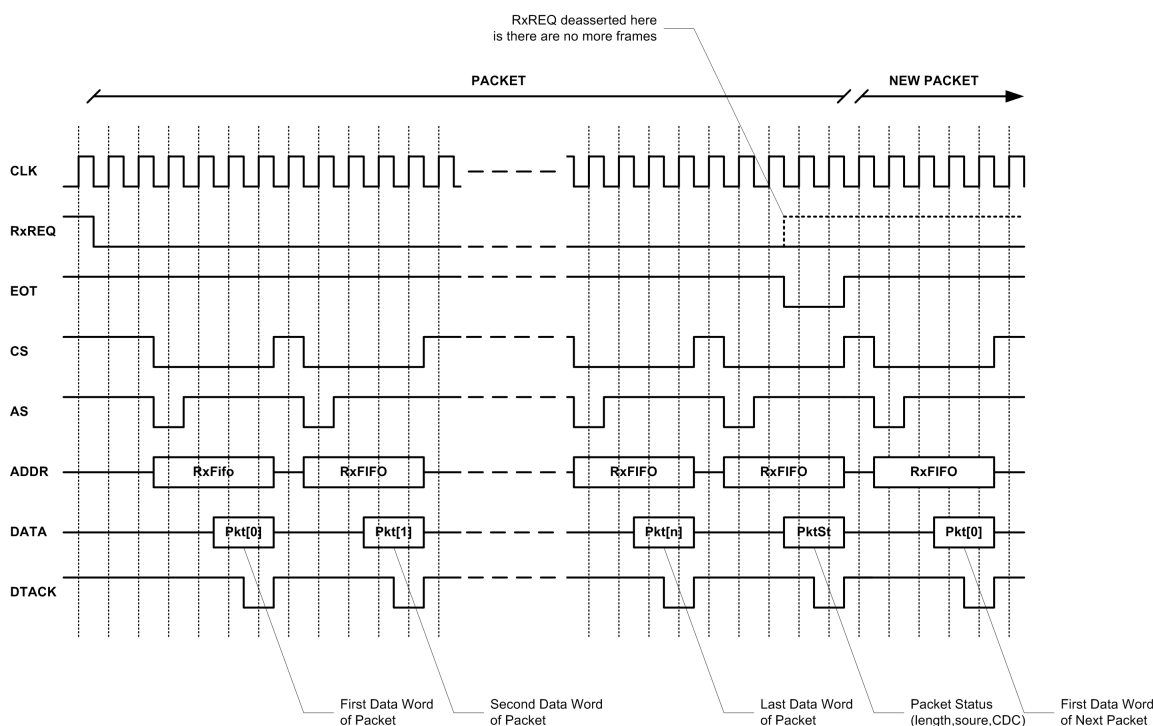 RxREQ deasserted here
is there are no more frames
PACKET
NEW PACKET
CLK
RxREQ
EOT
CS
AS
ADDR
RxFifo
RxFIFO
RxFIFO
RxFIFO
RxFIFO
DATA
Pkt[0]
Pkt[1]
Pkt[n]
PktSt
Pkt[0]
DTACK
First Data Word
of Packet
Second Data Word
of Packet
Last Data Word
of Packet
Packet Status
(length,soure,CDC)
First Data Word
of Next Packet